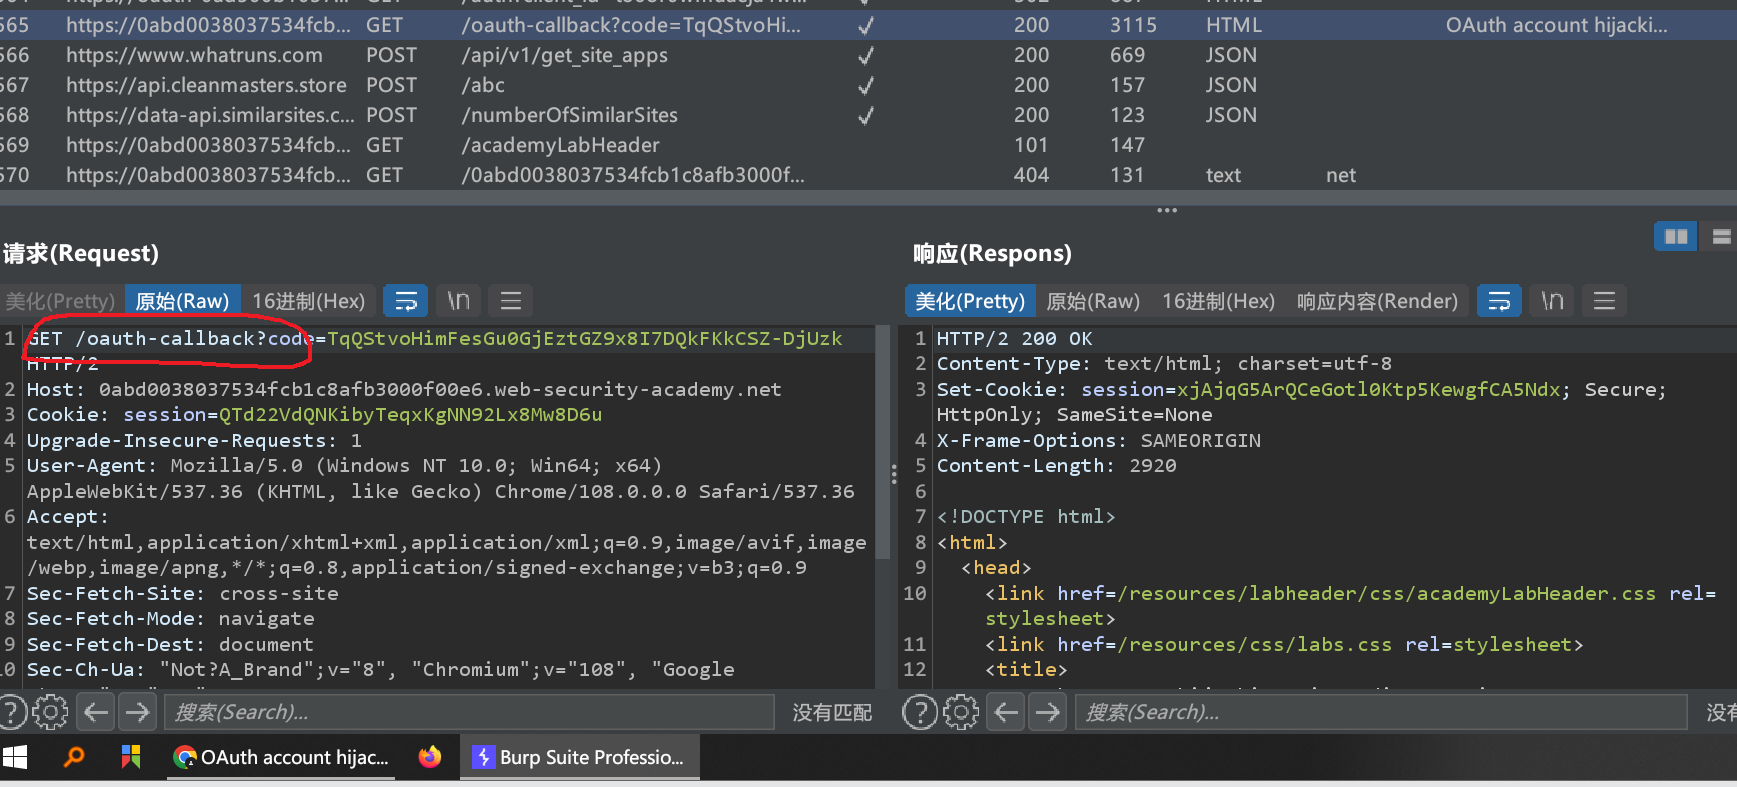 565 https://0abd0038037534fcb... GET /oauth-callback?code=TqQStvoHi... 200 3115 HTML OAuth account hijacki...
566 https://www.whatruns.com POST /api/v1/get_site_apps 200 669 JSON
567 https://api.cleanmasters.store POST /abc 200 157 JSON
568 https://data-api.similarsites.c... POST /numberOfSimilarSites 200 123 JSON
569 https://0abd0038037534fcb... GET /academyLabHeader 101 147
570 https://0abd0038037534fcb... GET /0abd0038037534fcb1c8afb3000f... 404 131 text net
请求(Request)
美化(Pretty) 原始(Raw) 16进制(Hex) \n
1 GET /oauth-callback?code=TqQStvoHimFesGu0GjEztGZ9x8I7DQkFKkCSZ-DjUzk
HTTP/2
2 Host: 0abd0038037534fcb1c8afb3000f00e6.web-security-academy.net
3 Cookie: session=QTd22VdQNKibyTeqxKgNN92Lx8Mw8D6u
4 Upgrade-Insecure-Requests: 1
5 User-Agent: Mozilla/5.0 (Windows NT 10.0; Win64; x64)
AppleWebKit/537.36 (KHTML, like Gecko) Chrome/108.0.0.0 Safari/537.36
6 Accept:
text/html,application/xhtml+xml,application/xml;q=0.9,image/avif,image
/webp,image/apng,*/*;q=0.8,application/signed-exchange;v=b3;q=0.9
7 Sec-Fetch-Site: cross-site
8 Sec-Fetch-Mode: navigate
9 Sec-Fetch-Dest: document
10 Sec-Ch-Ua: "Not?A_Brand";v="8", "Chromium";v="108", "Google
搜索(Search)... 没有匹配
响应(Respons)
美化(Pretty) 原始(Raw) 16进制(Hex) 响应内容(Render) \n
1 HTTP/2 200 OK
2 Content-Type: text/html; charset=utf-8
3 Set-Cookie: session=xjAjqG5ArQCeGotl0Ktp5KewgfCA5Ndx; Secure;
HttpOnly; SameSite=None
4 X-Frame-Options: SAMEORIGIN
5 Content-Length: 2920
6
7 <!DOCTYPE html>
8 <html>
9 <head>
10 <link href=/resources/labheader/css/academyLabHeader.css rel=
stylesheet>
11 <link href=/resources/css/labs.css rel=stylesheet>
12 <title>
搜索(Search)... 没有
OAuth account hijac... Burp Suite Professio...